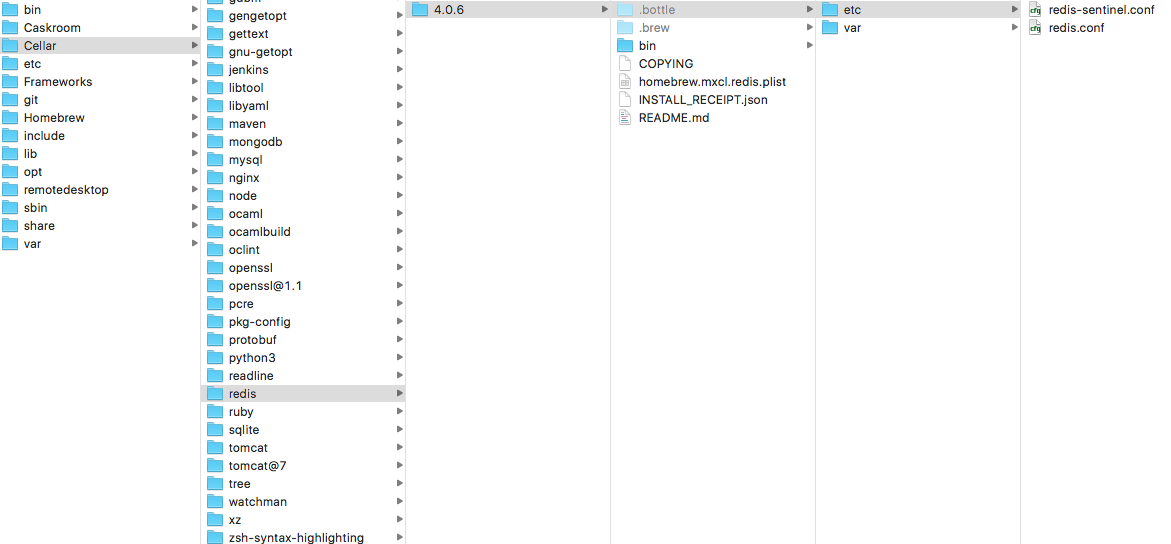 bin
Caskroom
Cellar
etc
Frameworks
git
Homebrew
include
lib
opt
remotedesktop
sbin
share
var
gengetopt
gettext
gnu-getopt
jenkins
libtool
libyaml
maven
mongodb
mysql
nginx
node
ocaml
ocamlbuild
oclint
openssl
openssl@1.1
pcre
pkg-config
protobuf
python3
readline
redis
ruby
sqlite
tomcat
tomcat@7
tree
watchman
xz
zsh-syntax-highlighting
4.0.6
.bottle
.brew
bin
COPYING
homebrew.mxcl.redis.plist
INSTALL_RECEIPT.json
README.md
etc
var
cfg redis-sentinel.conf
cfg redis.conf